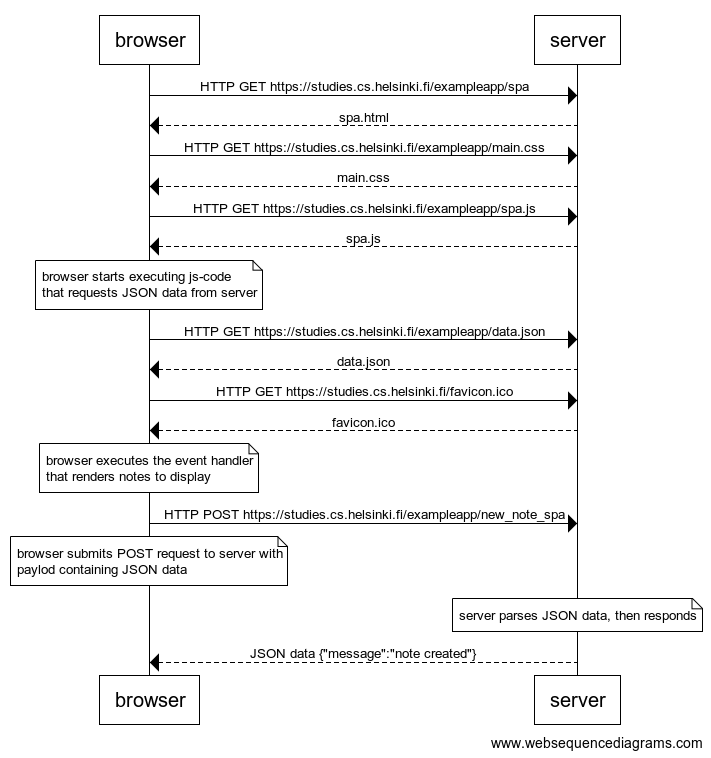 browser server
HTTP GET https://studies.cs.helsinki.fi/exampleapp/spa
spa.html
HTTP GET https://studies.cs.helsinki.fi/exampleapp/main.css
main.css
HTTP GET https://studies.cs.helsinki.fi/exampleapp/spa.js
spa.js
browser starts executing js-code
that requests JSON data from server
HTTP GET https://studies.cs.helsinki.fi/exampleapp/data.json
data.json
HTTP GET https://studies.cs.helsinki.fi/favicon.ico
favicon.ico
browser executes the event handler
that renders notes to display
HTTP POST https://studies.cs.helsinki.fi/exampleapp/new_note_spa
browser submits POST request to server with
paylod containing JSON data
server parses JSON data, then responds
JSON data {"message":"note created"}
browser server
www.websequencediagrams.com